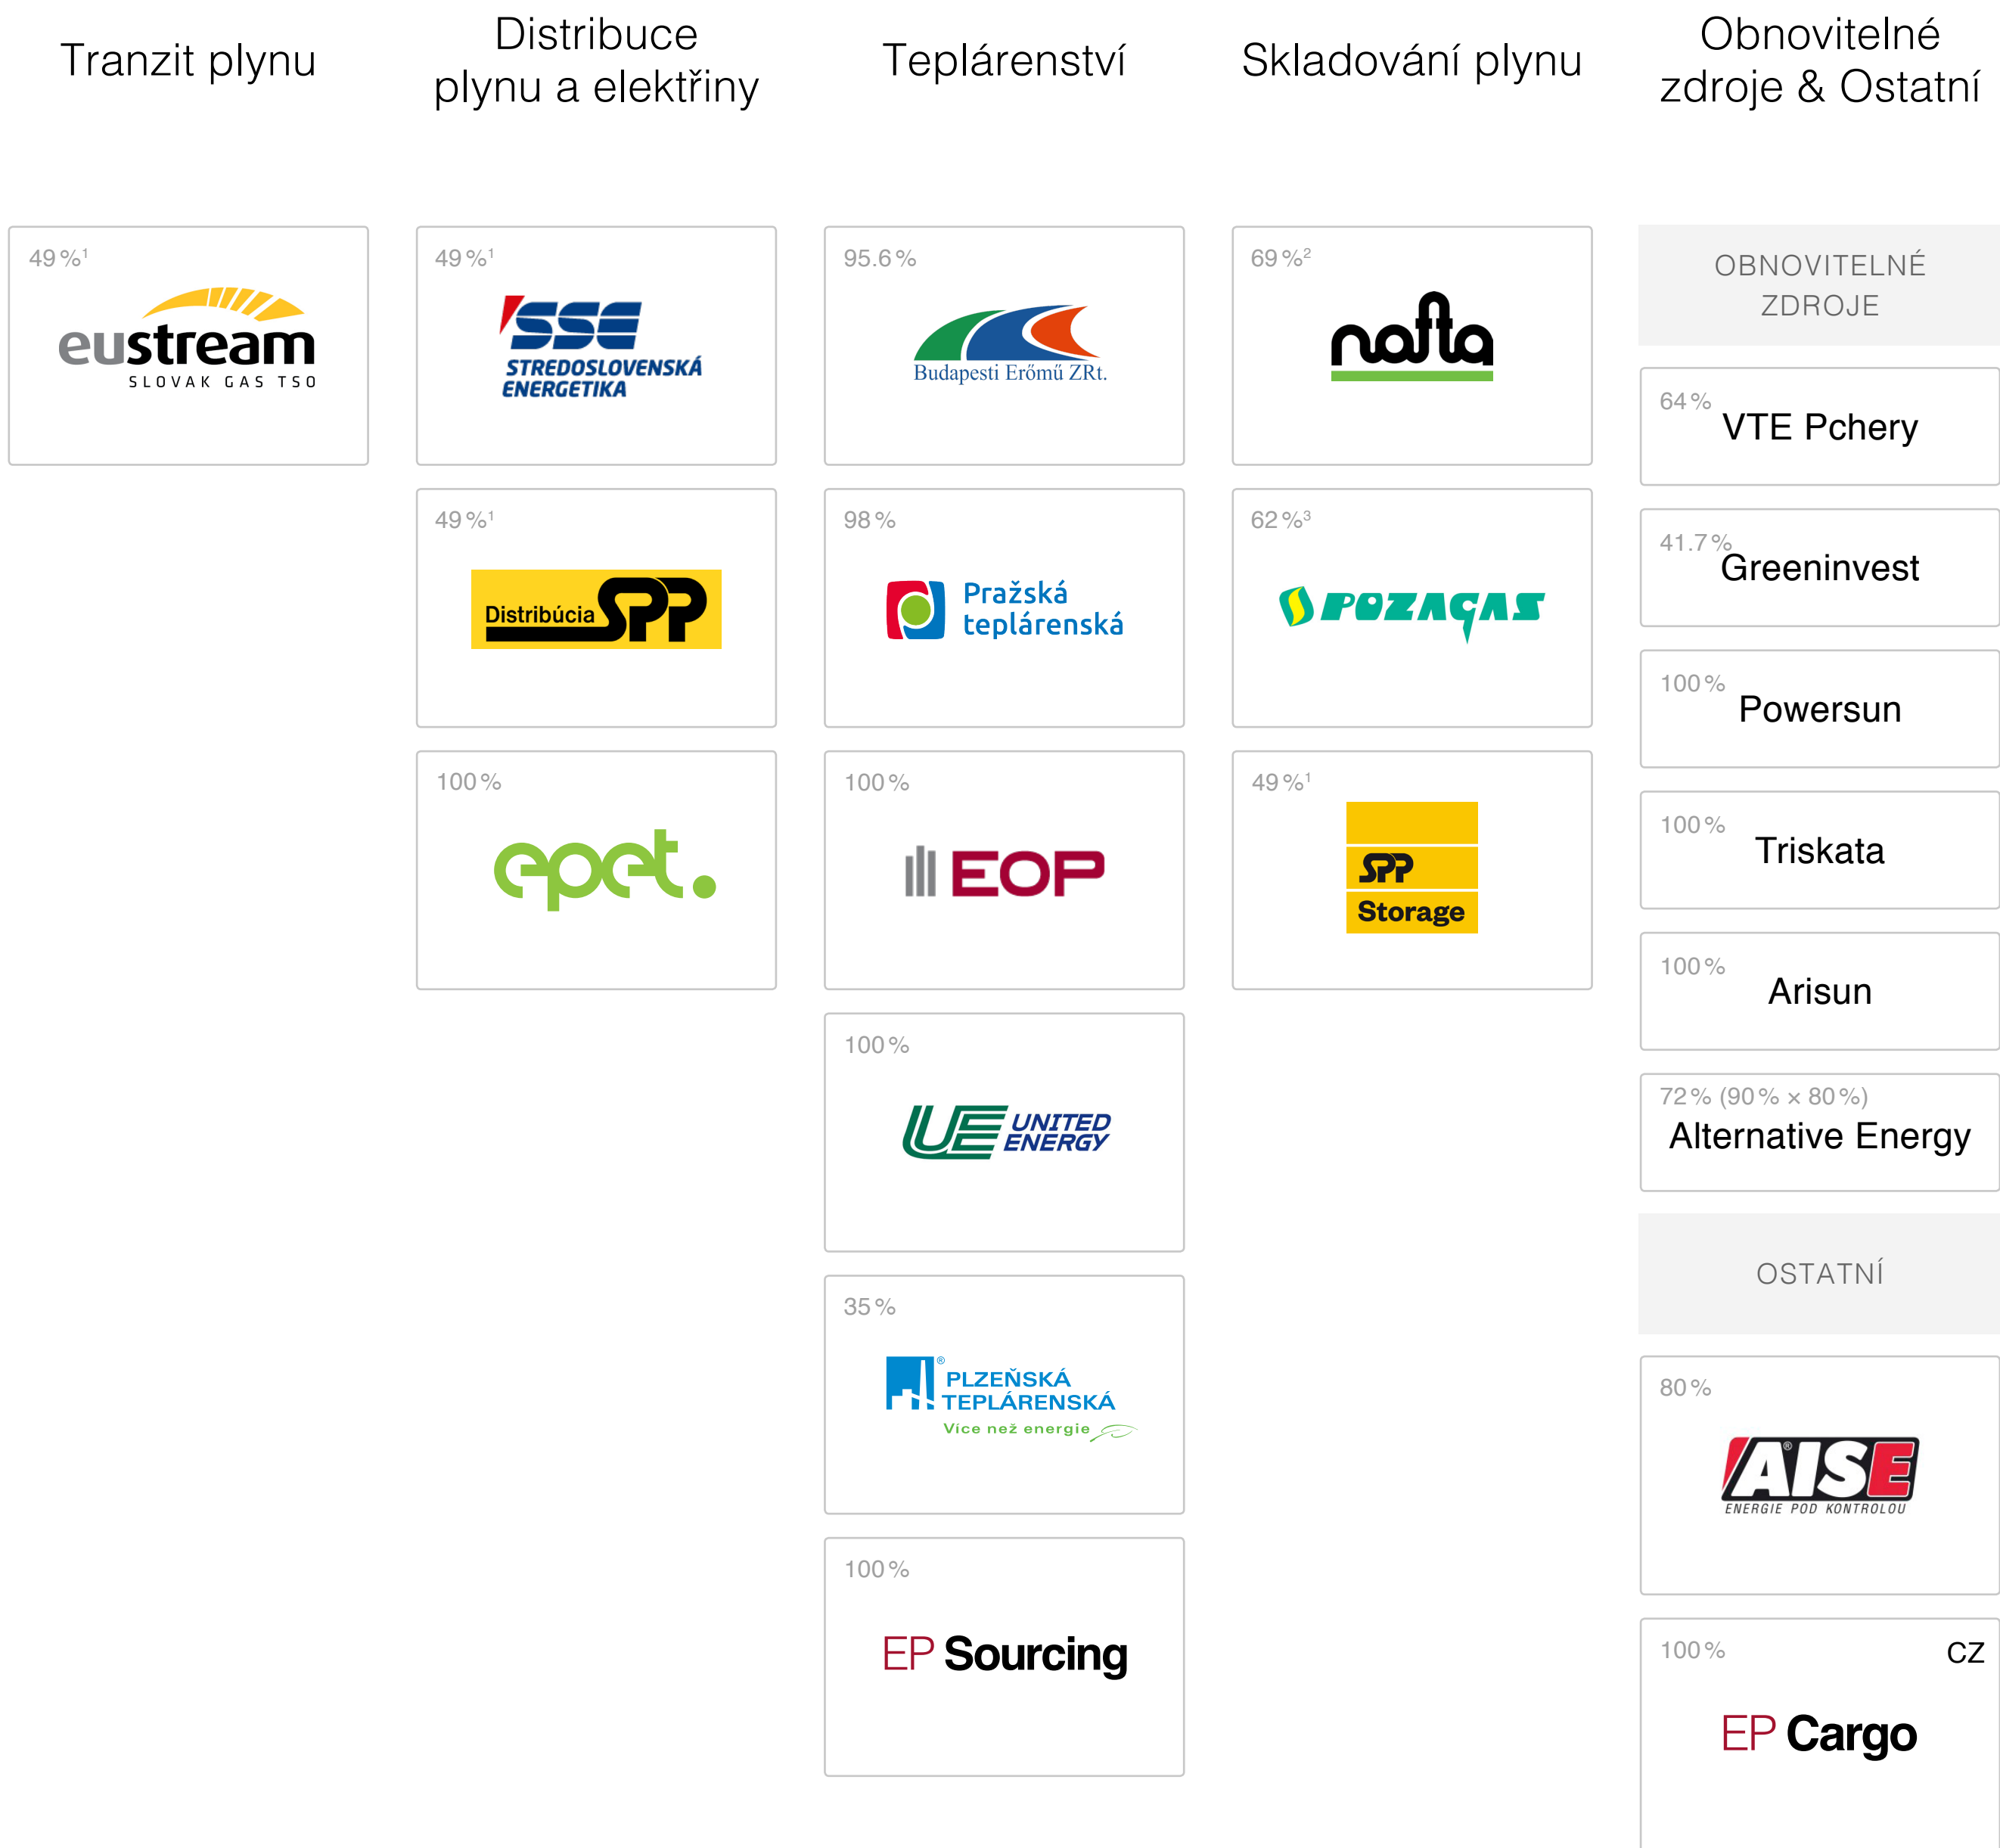 Tranzit plynu
Distribuce
plynu a elektřiny
Teplárenství
Skladování plynu
Obnovitelné
zdroje & Ostatní
49%¹
eustream
SLOVAK GAS TSO
49%¹
SSE
STREDOSLOVENSKÁ
ENERGETIKA
49%¹
Distribúcia SPP
100%
epet.
95.6%
Budapesti Erőmű ZRt.
98%
Pražská
teplárenská
100%
EOP
100%
UE UNITED
ENERGY
35%
PLZEŇSKÁ®
TEPLÁRENSKÁ
Více než energie
100%
EP Sourcing
69%²
nafta
62%³
POZAGAS
49%¹
SPP
Storage
OBNOVITELNÉ
ZDROJE
64%
VTE Pchery
41.7%
Greeninvest
100%
Powersun
100%
Triskata
100%
Arisun
72% (90% × 80%)
Alternative Energy
OSTATNÍ
80%
AISE®
ENERGIE POD KONTROLOU
100% CZ
EP Cargo